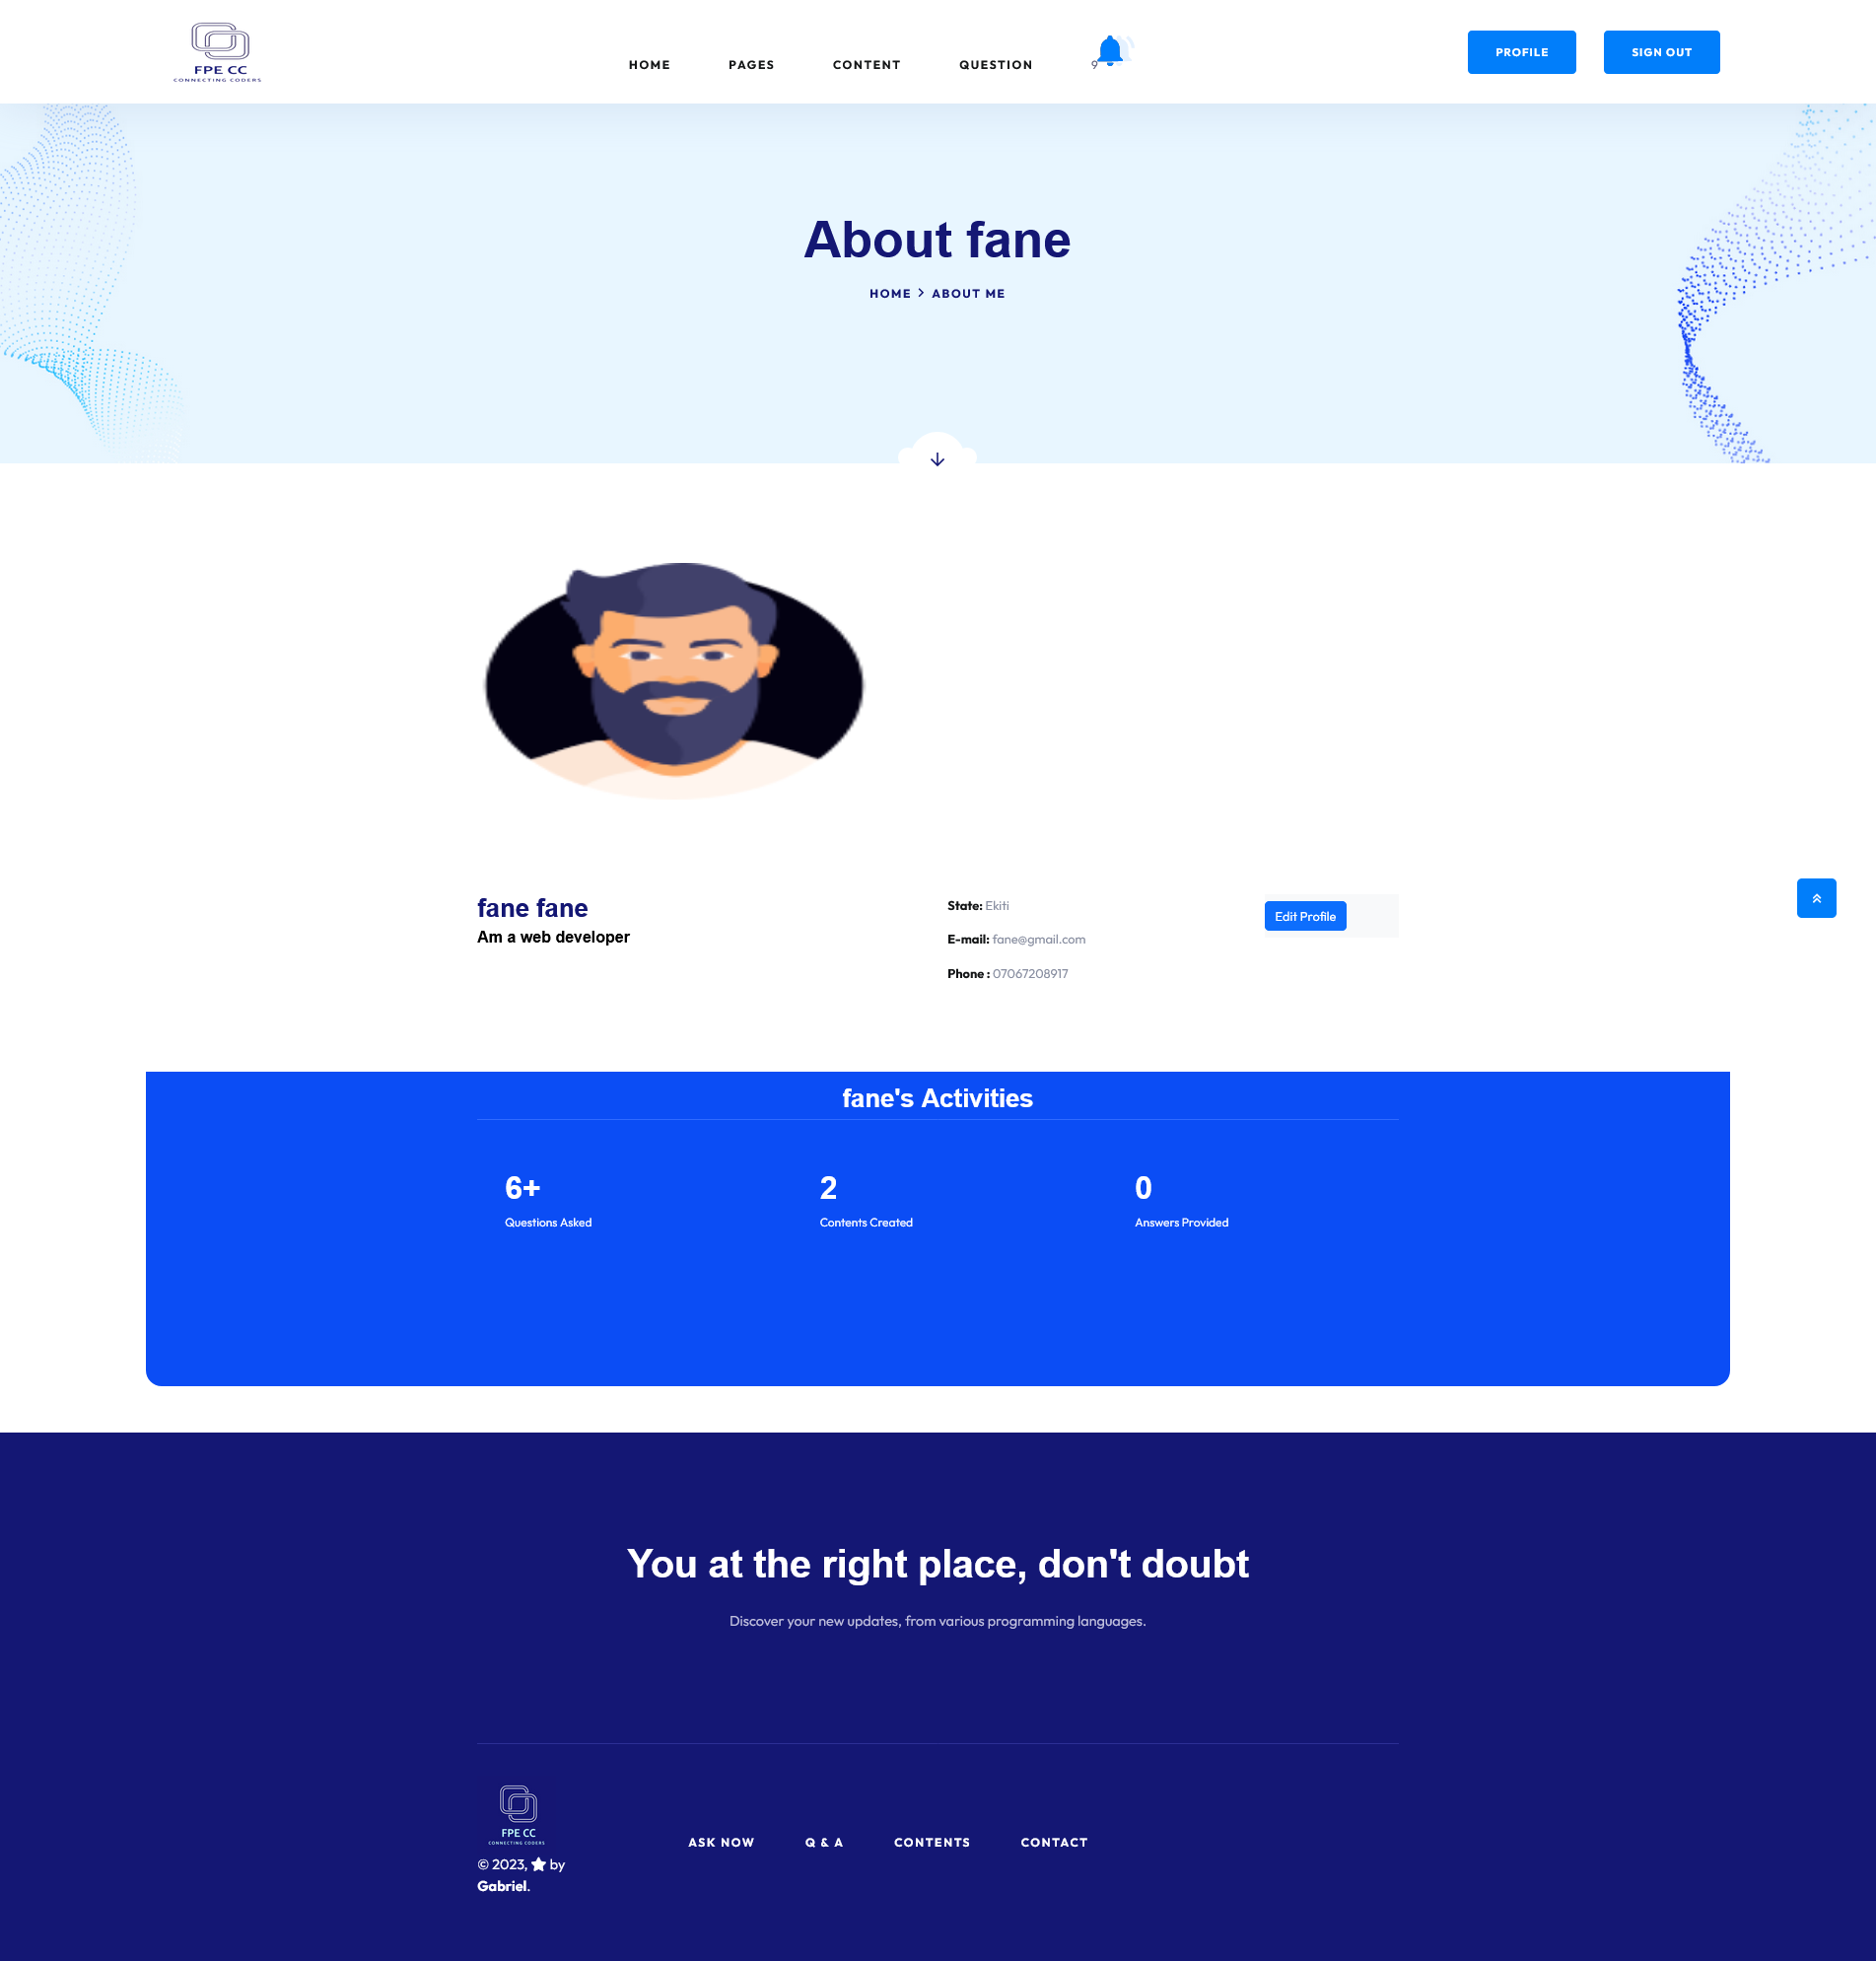 FPE CC
CONNECTING CODERS
HOME PAGES CONTENT QUESTION 9
PROFILE SIGN OUT
About fane
HOME > ABOUT ME
fane fane
Am a web developer
State: Ekiti
E-mail: fane@gmail.com
Phone : 07067208917
Edit Profile
fane's Activities
6+
Questions Asked
2
Contents Created
0
Answers Provided
You at the right place, don't doubt
Discover your new updates, from various programming languages.
FPE CC
CONNECTING CODERS
© 2023, ★ by
Gabriel.
ASK NOW Q & A CONTENTS CONTACT